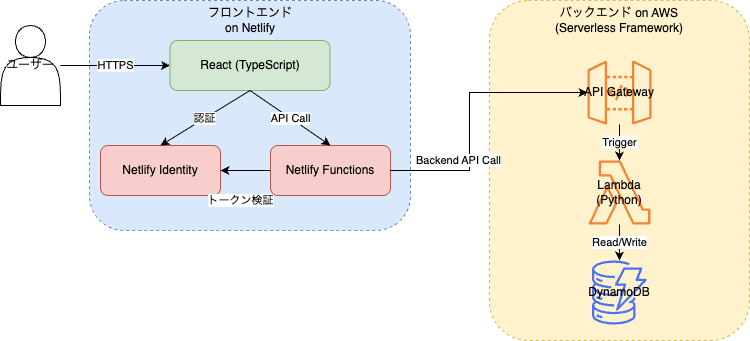 フロントエンド
on Netlify
バックエンド on AWS
(Serverless Framework)
ユーザー
HTTPS
React (TypeScript)
API Gateway
認証
API Call
Trigger
Netlify Identity
Netlify Functions
Backend API Call
トークン検証
Lambda
(Python)
Read/Write
DynamoDB